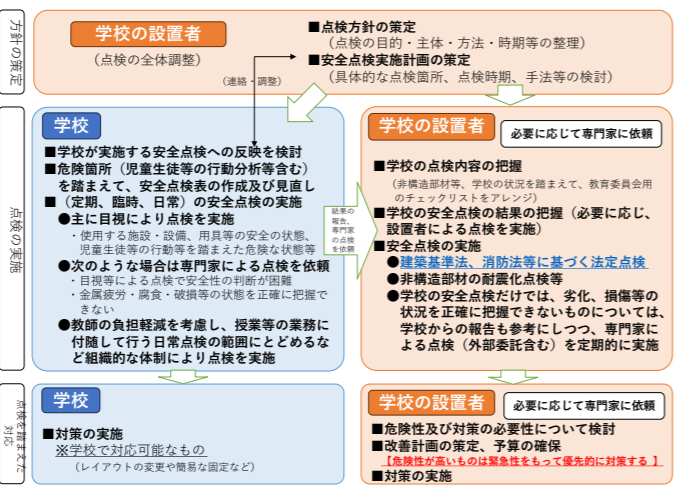 方針の策定
学校の設置者
（点検の全体調整）
■点検方針の策定
（点検の目的・主体・方法・時期等の整理）
■安全点検実施計画の策定
（具体的な点検箇所、点検時期、手法等の検討）
（連絡・調整）
点検の実施
学校
■学校が実施する安全点検への反映を検討
■危険箇所（児童生徒等の行動分析等含む）
を踏まえて、安全点検表の作成及び見直し
■（定期、臨時、日常）の安全点検の実施
●主に目視により点検を実施
・使用する施設・設備、用具等の安全の状態、
児童生徒等の行動等を踏まえた危険な状態等
●次のような場合は専門家による点検を依頼
・目視等による点検で安全性の判断が困難
・金属疲労・腐食・破損等の状態を正確に把握で
きない
●教師の負担軽減を考慮し、授業等の業務に
付随して行う日常点検の範囲にとどめるな
ど組織的な体制により点検を実施
結果の
報告、
専門家
の点検
を依頼
学校の設置者
必要に応じて専門家に依頼
■学校の点検内容の把握
（非構造部材等、学校の状況を踏まえて、教育委員会用
のチェックリストをアレンジ）
■学校の安全点検の結果の把握（必要に応じ、
設置者による点検を実施）
■安全点検の実施
●建築基準法、消防法等に基づく法定点検
●非構造部材の耐震化点検等
●学校の安全点検だけでは、劣化、損傷等の
状況を正確に把握できないものについては、
学校からの報告も参考にしつつ、専門家に
よる点検（外部委託含む）を定期的に実施
点検を踏まえた
対応
学校
■対策の実施
※学校で対応可能なもの
（レイアウトの変更や簡易な固定など）
学校の設置者
必要に応じて専門家に依頼
■危険性及び対策の必要性について検討
■改善計画の策定、予算の確保
【危険性が高いものは緊急性をもって優先的に対策する 】
■対策の実施